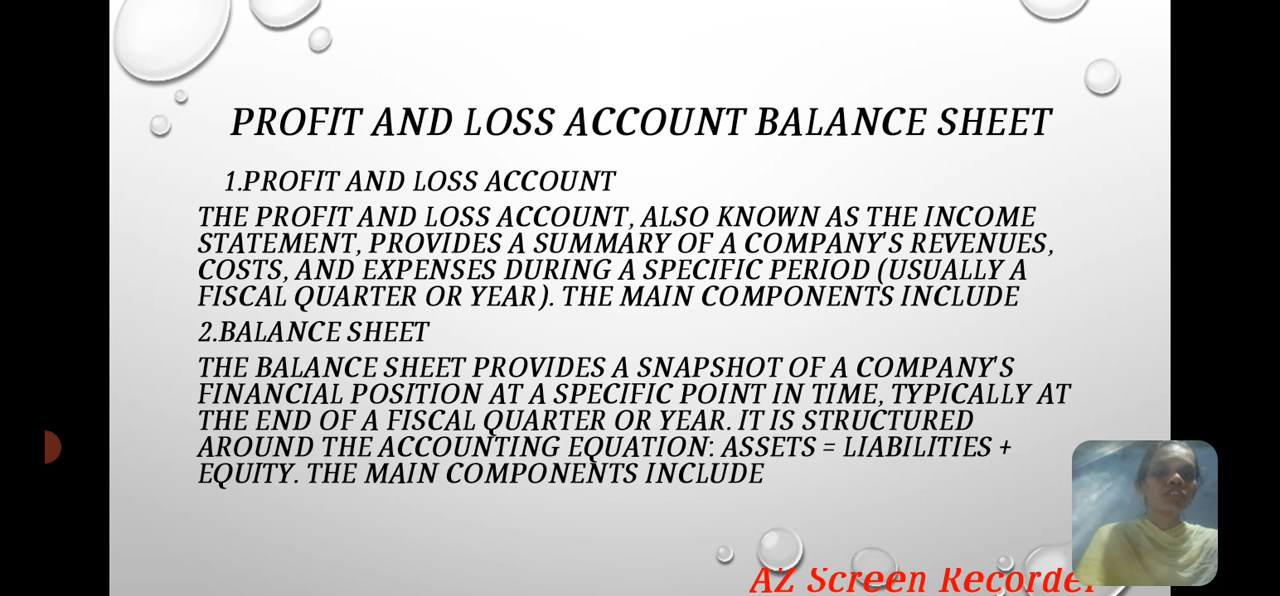 PROFIT AND LOSS ACCOUNT BALANCE SHEET
1.PROFIT AND LOSS ACCOUNT
THE PROFIT AND LOSS ACCOUNT, ALSO KNOWN AS THE INCOME
STATEMENT, PROVIDES A SUMMARY OF A COMPANY'S REVENUES,
COSTS, AND EXPENSES DURING A SPECIFIC PERIOD (USUALLY A
FISCAL QUARTER OR YEAR). THE MAIN COMPONENTS INCLUDE
2.BALANCE SHEET
THE BALANCE SHEET PROVIDES A SNAPSHOT OF A COMPANY'S
FINANCIAL POSITION AT A SPECIFIC POINT IN TIME, TYPICALLY AT
THE END OF A FISCAL QUARTER OR YEAR. IT IS STRUCTURED
AROUND THE ACCOUNTING EQUATION: ASSETS = LIABILITIES +
EQUITY. THE MAIN COMPONENTS INCLUDE
AZ Screen Recorder